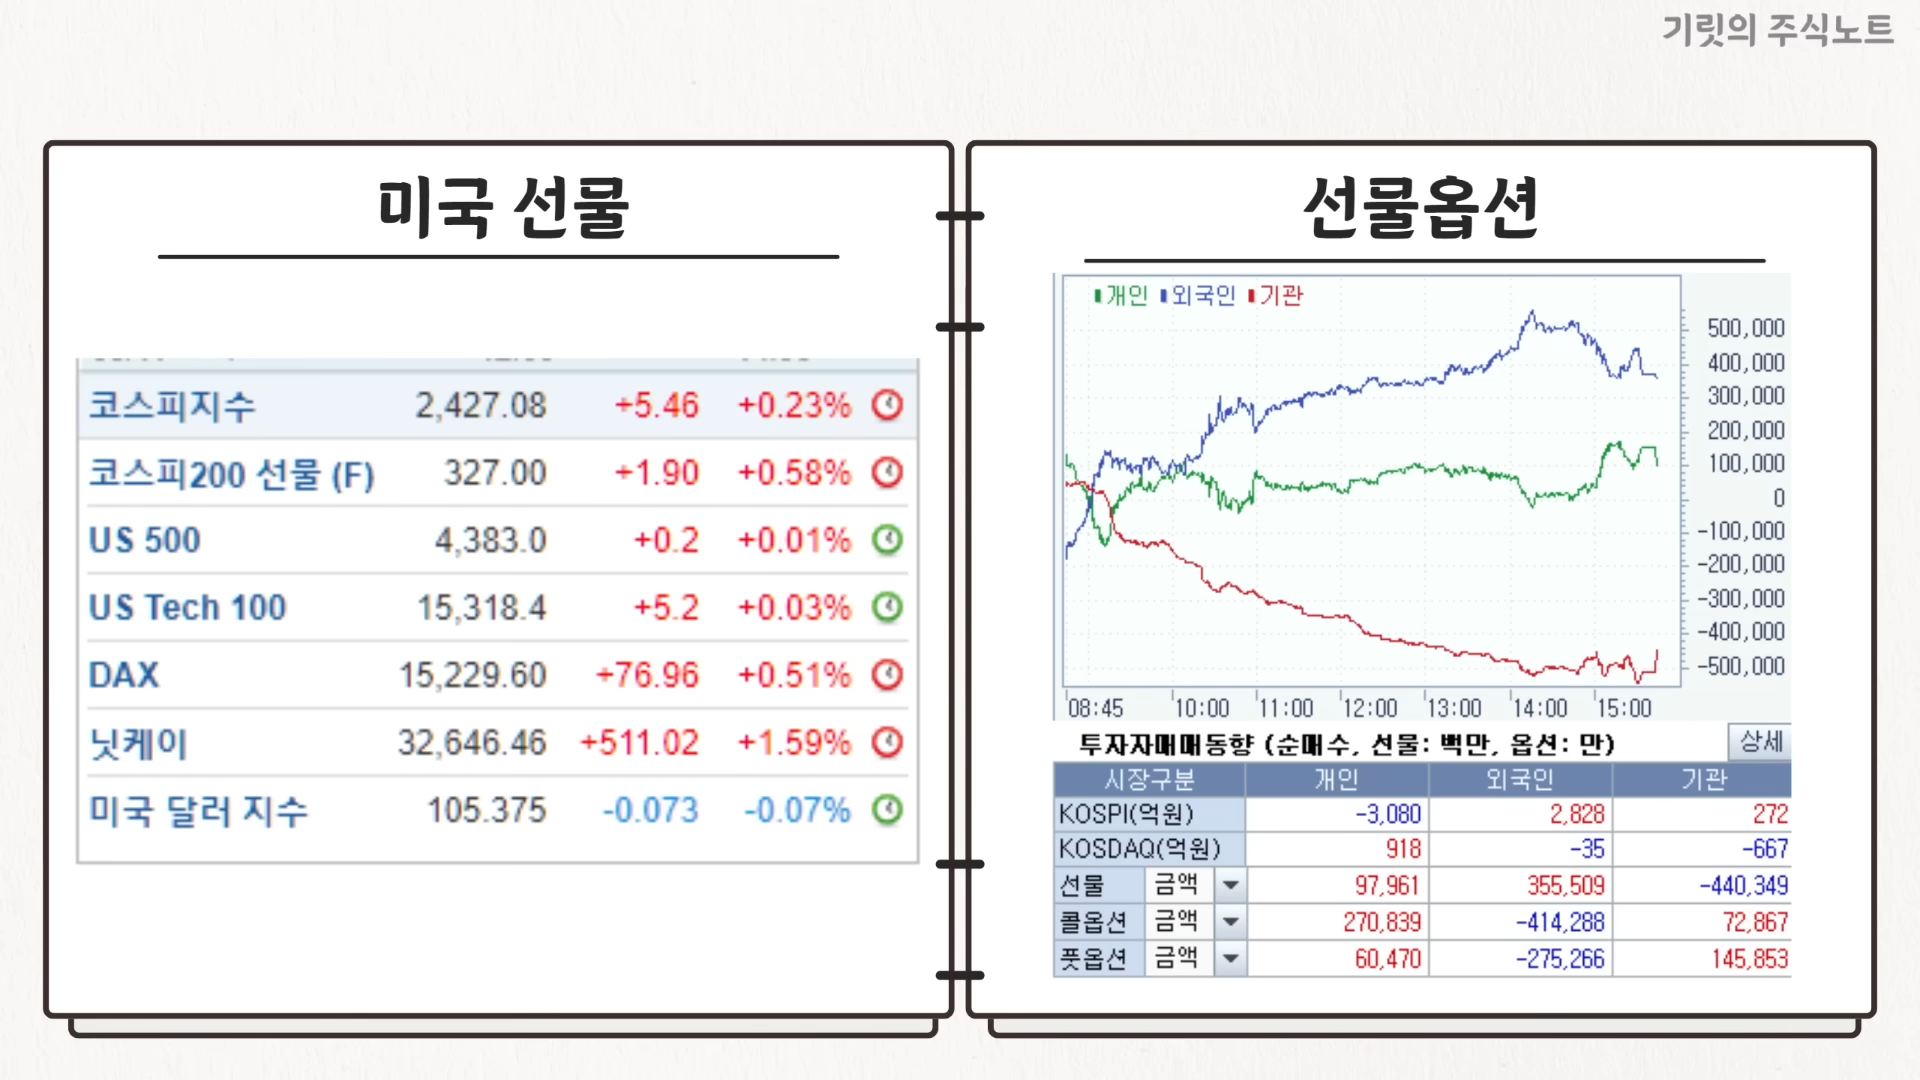 기릿의 주식노트
미국 선물
코스피지수 2,427.08 +5.46 +0.23%
코스피200 선물 (F) 327.00 +1.90 +0.58%
US 500 4,383.0 +0.2 +0.01%
US Tech 100 15,318.4 +5.2 +0.03%
DAX 15,229.60 +76.96 +0.51%
닛케이 32,646.46 +511.02 +1.59%
미국 달러 지수 105.375 -0.073 -0.07%
선물옵션
개인 외국인 기관
500,000
400,000
300,000
200,000
100,000
0
-100,000
-200,000
-300,000
-400,000
-500,000
08:45 10:00 11:00 12:00 13:00 14:00 15:00
투자자매매동향 (순매수, 선물: 백만, 옵션: 만) 상세
시장구분 개인 외국인 기관
KOSPI(억원) -3,080 2,828 272
KOSDAQ(억원) 918 -35 -667
선물 금액 97,961 355,509 -440,349
콜옵션 금액 270,839 -414,288 72,867
풋옵션 금액 60,470 -275,266 145,853